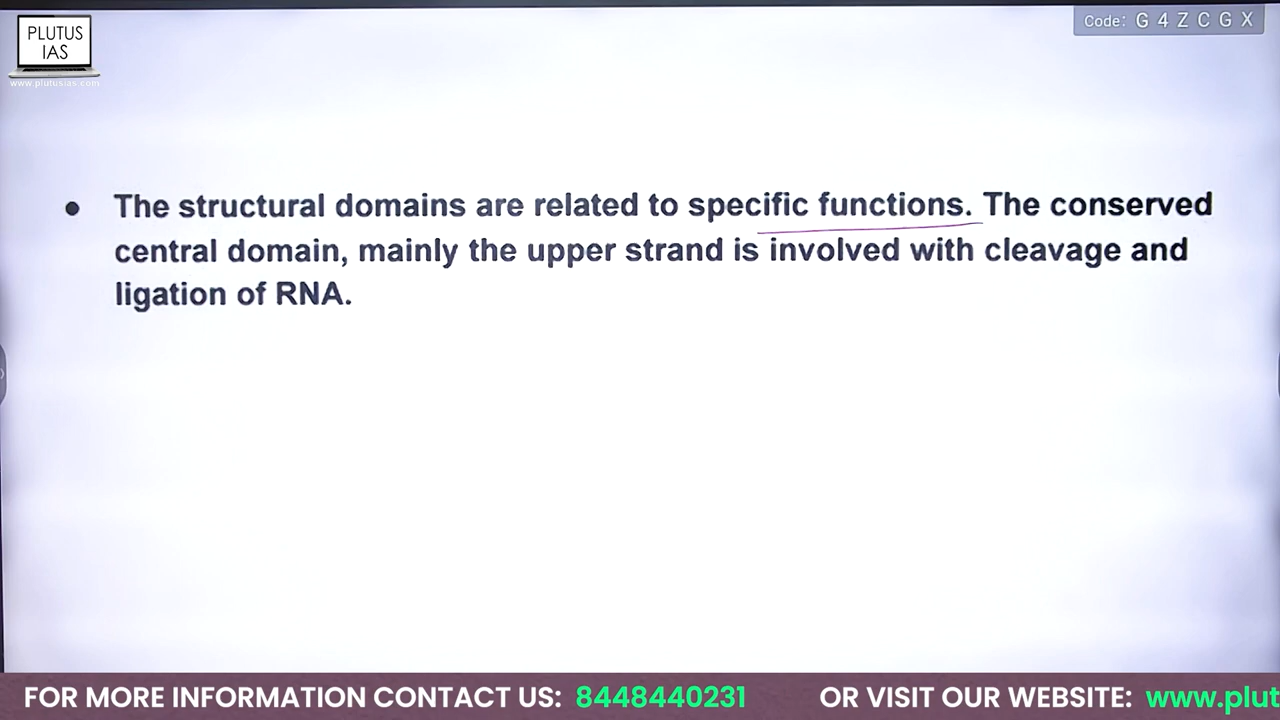 PLUTUS
IAS
www.plutusias.com
Code: G 4 Z C G X
● The structural domains are related to specific functions. The conserved
central domain, mainly the upper strand is involved with cleavage and
ligation of RNA.
FOR MORE INFORMATION CONTACT US: 8448440231 OR VISIT OUR WEBSITE: www.plut